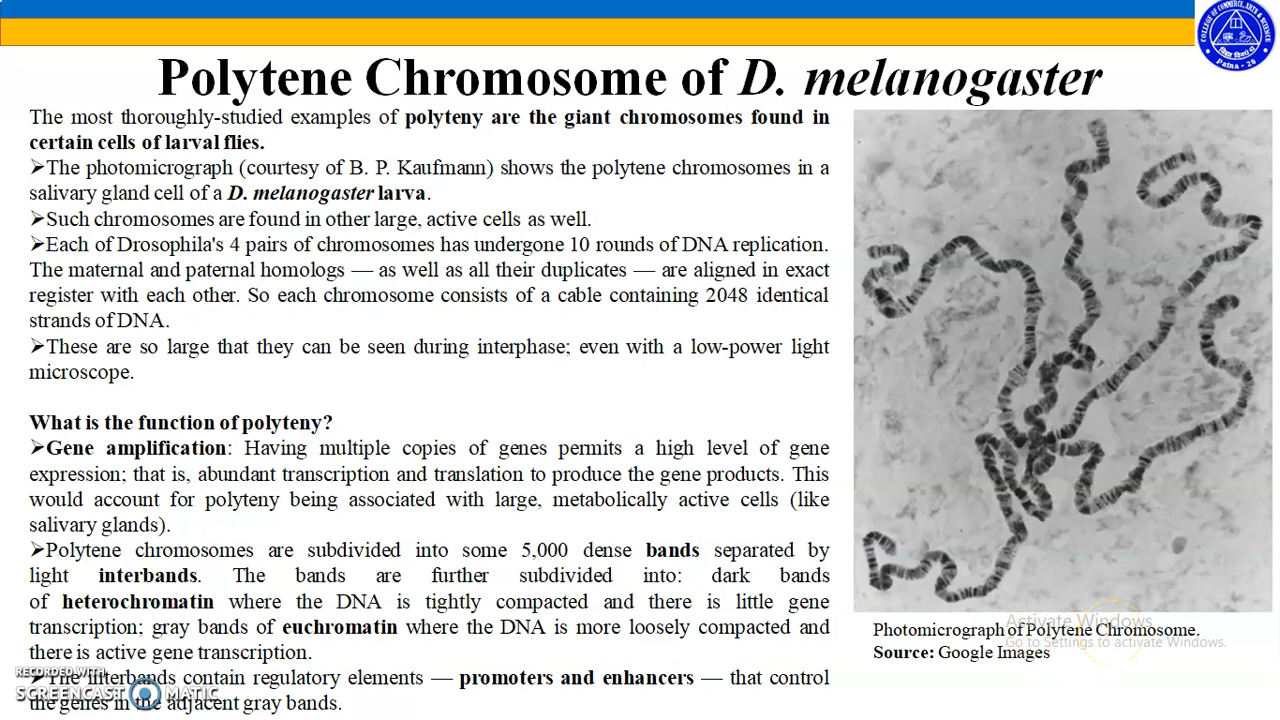 COLLEGE OF COMMERCE, ARTS & SCIENCE
Patna - 20
Polytene Chromosome of D. melanogaster
The most thoroughly-studied examples of polyteny are the giant chromosomes found in
certain cells of larval flies.
➢The photomicrograph (courtesy of B. P. Kaufmann) shows the polytene chromosomes in a
salivary gland cell of a D. melanogaster larva.
➢Such chromosomes are found in other large, active cells as well.
➢Each of Drosophila's 4 pairs of chromosomes has undergone 10 rounds of DNA replication.
The maternal and paternal homologs — as well as all their duplicates — are aligned in exact
register with each other. So each chromosome consists of a cable containing 2048 identical
strands of DNA.
➢These are so large that they can be seen during interphase; even with a low-power light
microscope.
What is the function of polyteny?
➢Gene amplification: Having multiple copies of genes permits a high level of gene
expression; that is, abundant transcription and translation to produce the gene products. This
would account for polyteny being associated with large, metabolically active cells (like
salivary glands).
➢Polytene chromosomes are subdivided into some 5,000 dense bands separated by
light interbands. The bands are further subdivided into: dark bands
of heterochromatin where the DNA is tightly compacted and there is little gene
transcription; gray bands of euchromatin where the DNA is more loosely compacted and
there is active gene transcription.
➢The interbands contain regulatory elements — promoters and enhancers — that control
the genes in the adjacent gray bands.
Photomicrograph of Polytene Chromosome.
Source: Google Images
Activate Windows
Go to Settings to activate Windows.
RECORDED WITH
SCREENCAST MATIC